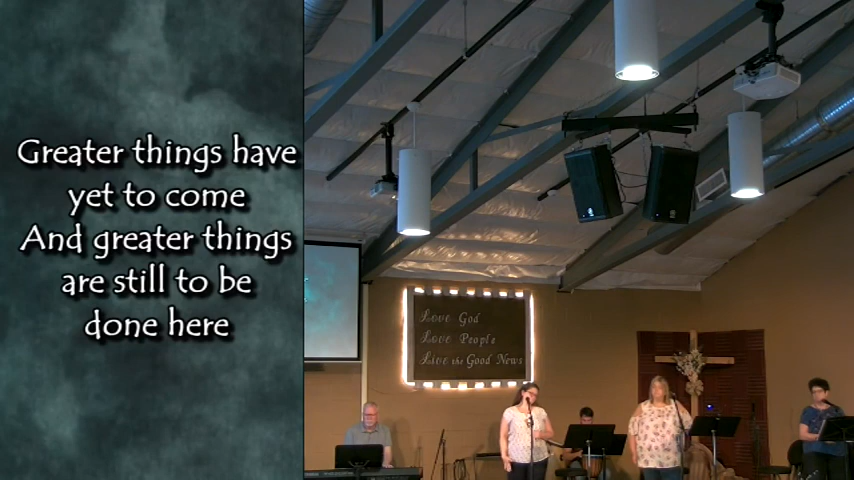 Greater things have
yet to come
And greater things
are still to be
done here
Love God
Love People
Live the Good News